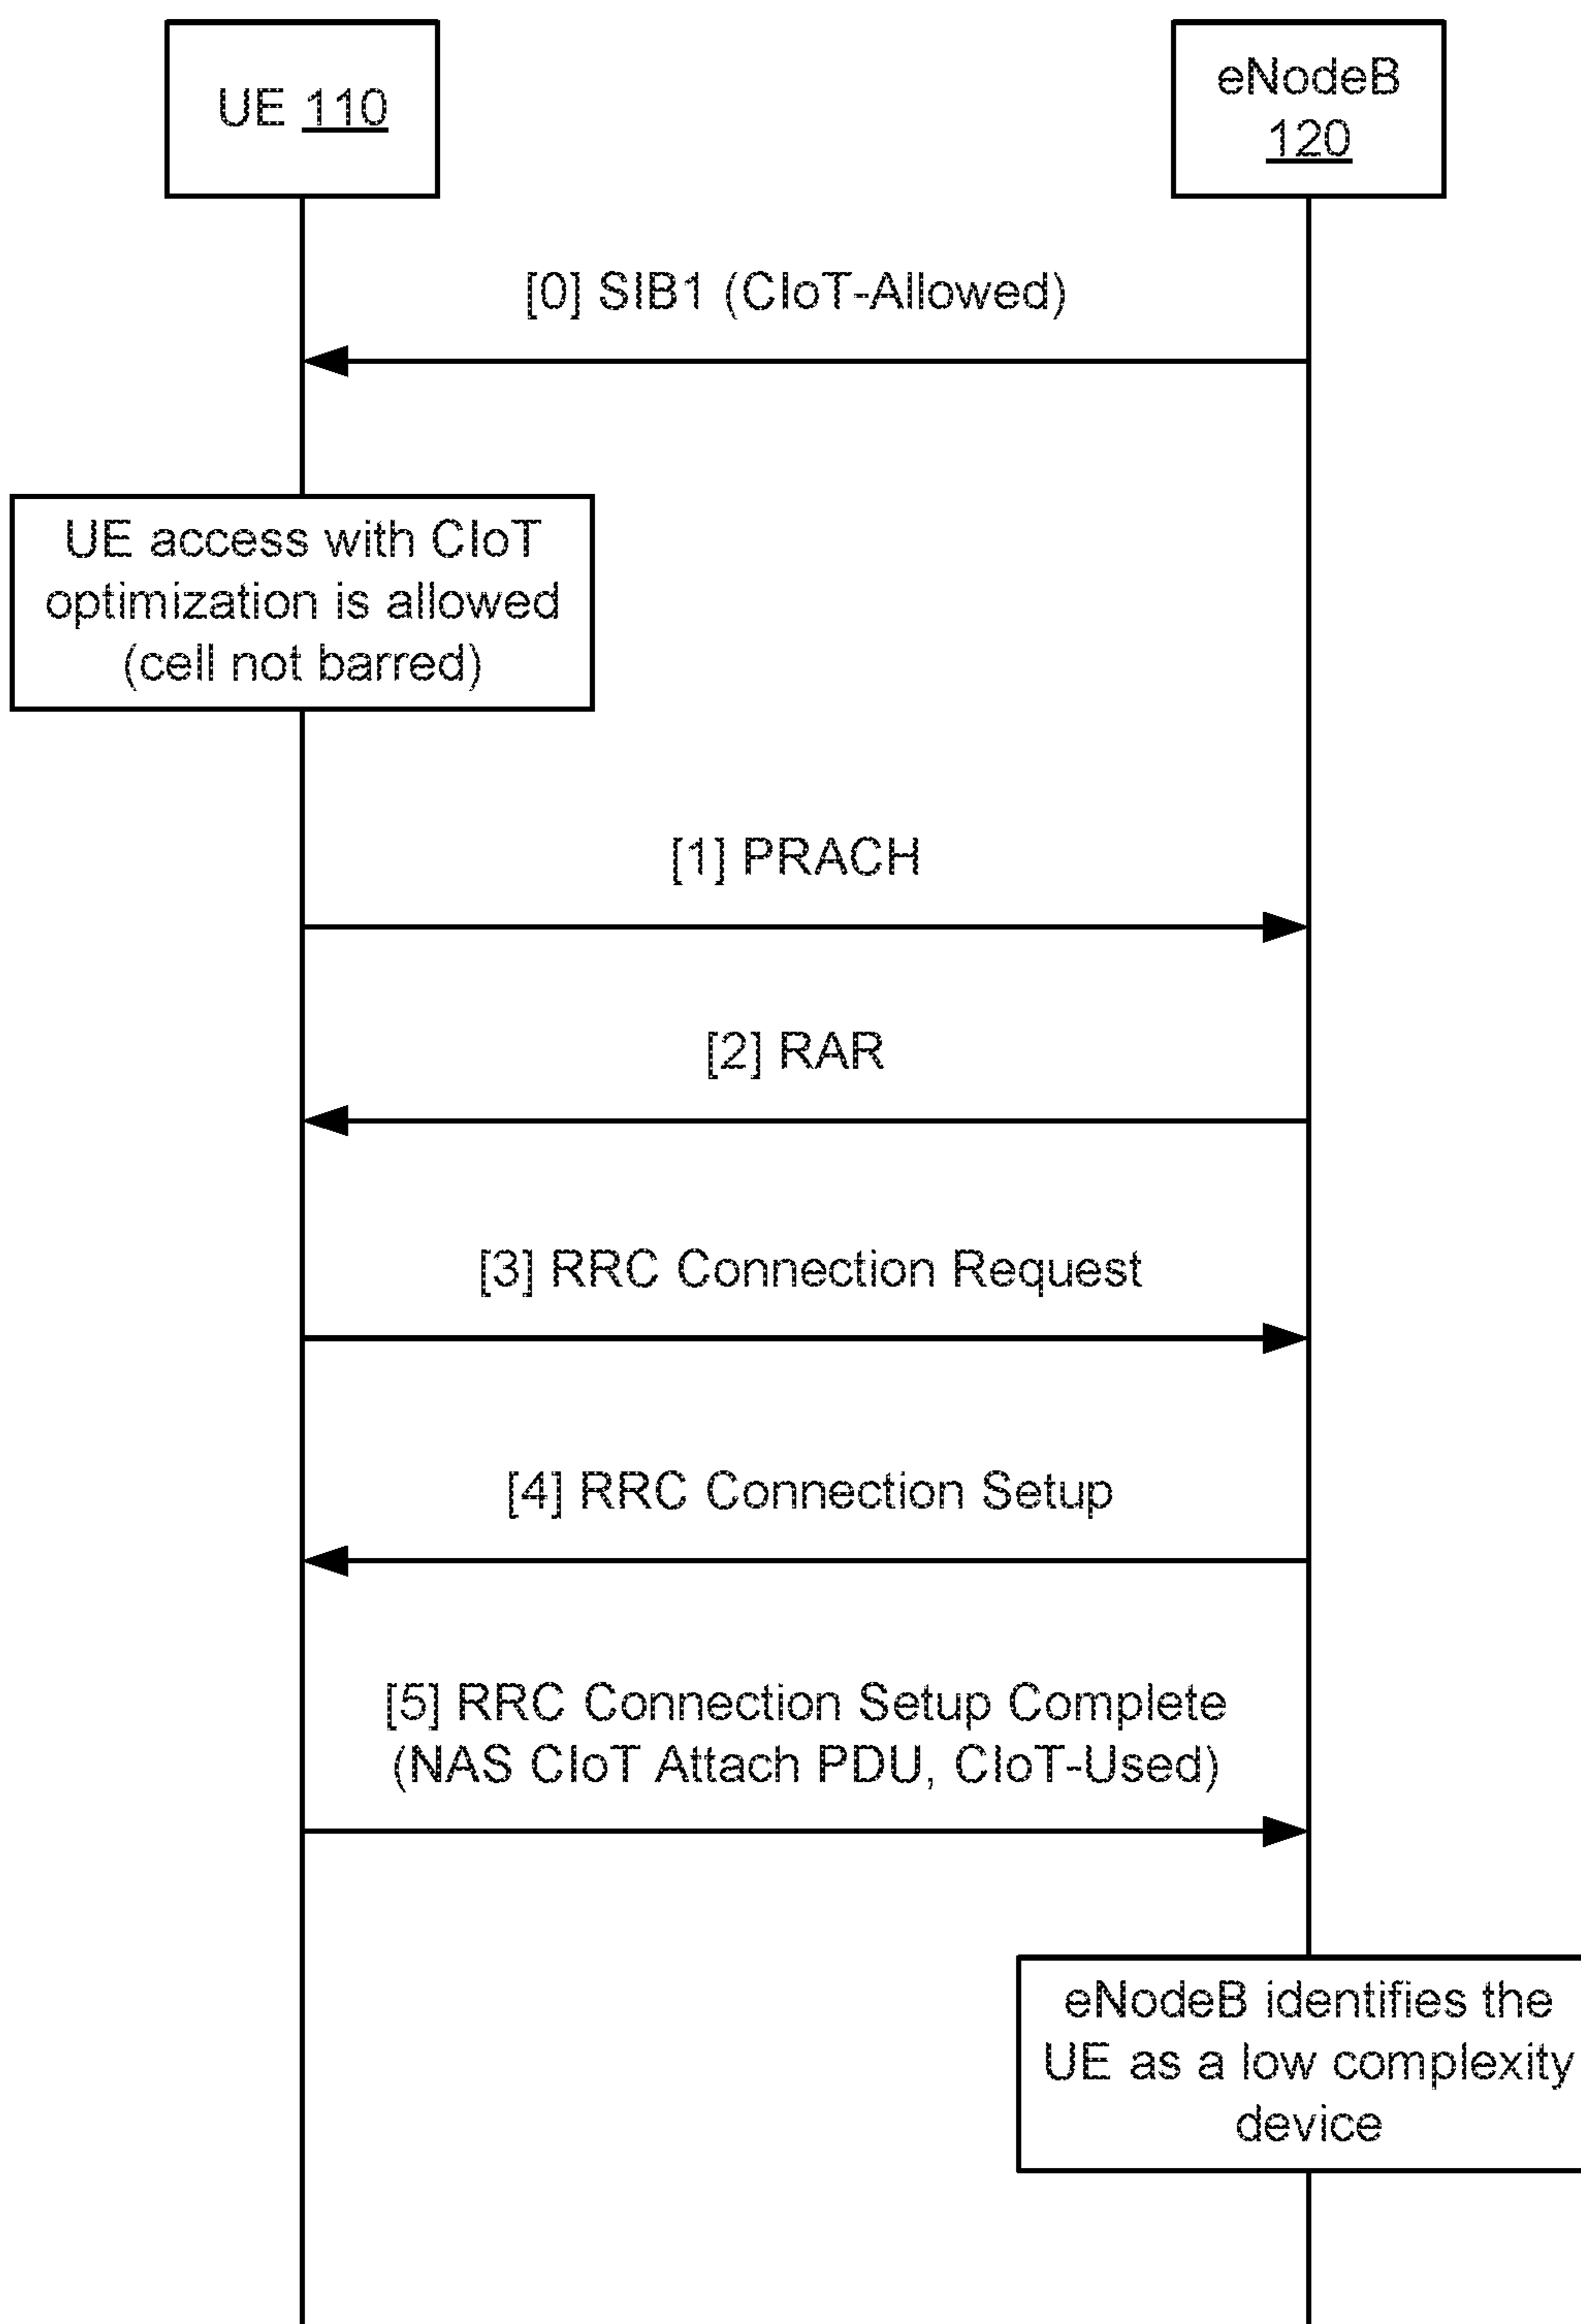 UE 110
eNodeB
120
[0] SIB1 (CIoT-Allowed)
UE access with CIoT
optimization is allowed
(cell not barred)
[1] PRACH
[2] RAR
[3] RRC Connection Request
[4] RRC Connection Setup
[5] RRC Connection Setup Complete
(NAS CIoT Attach PDU, CIoT-Used)
eNodeB identifies the
UE as a low complexity
device